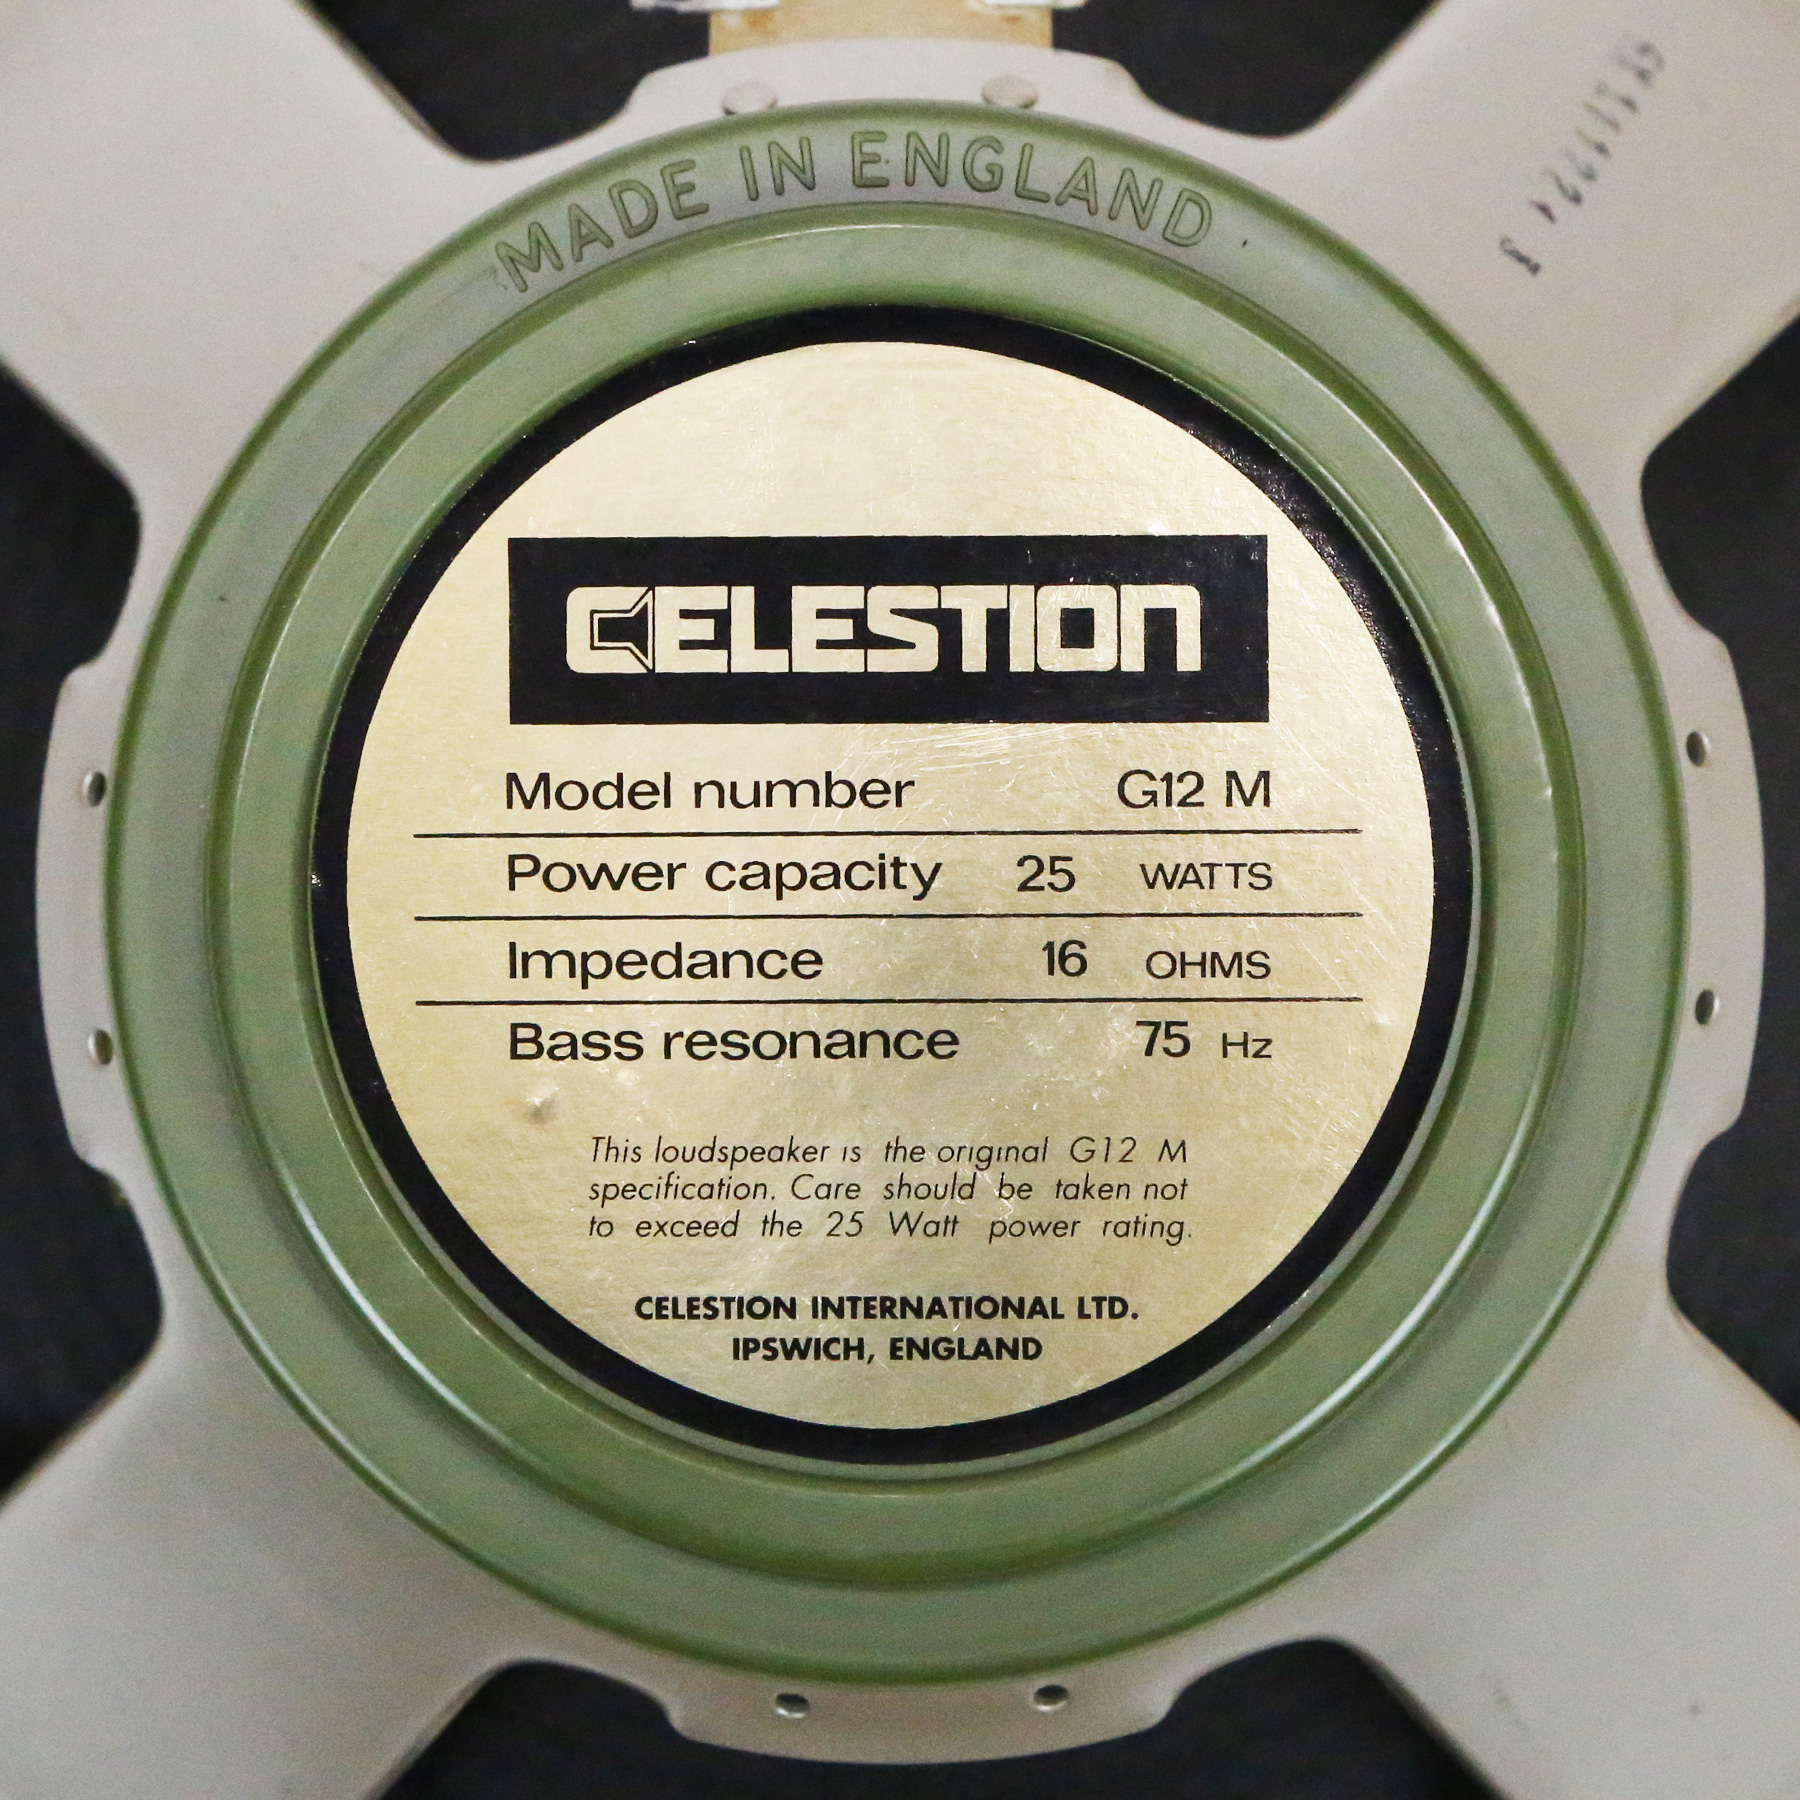 MADE IN ENGLAND
CELESTION
Model number G12 M
Power capacity 25 WATTS
Impedance 16 OHMS
Bass resonance 75 Hz
This loudspeaker is the original G12 M
specification. Care should be taken not
to exceed the 25 Watt power rating.
CELESTION INTERNATIONAL LTD.
IPSWICH, ENGLAND